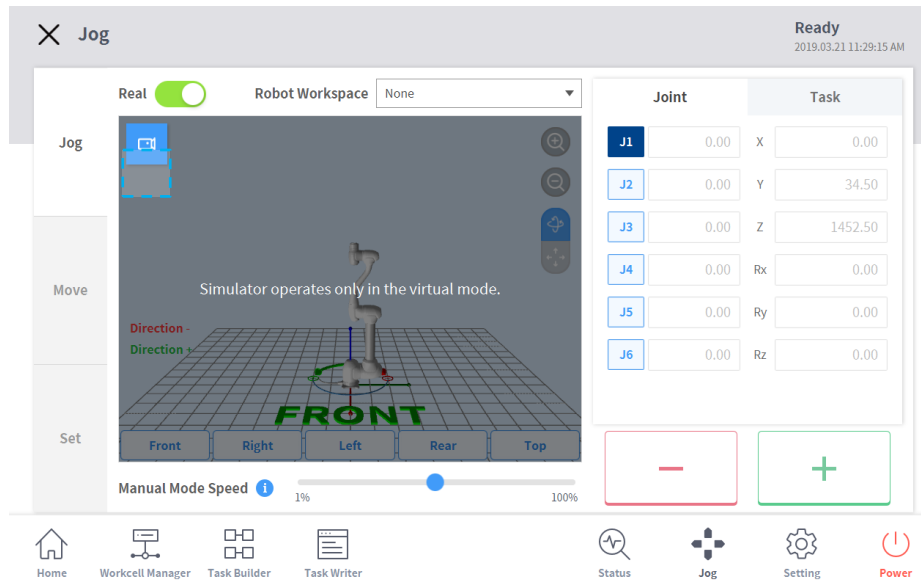 Jog
Ready
2019.03.21 11:29:15 AM
Jog
Move
Set
Real
Robot Workspace
None
Simulator operates only in the virtual mode.
Direction -
Direction +
FRONT
Front
Right
Left
Rear
Top
Manual Mode Speed
i
1%
100%
Joint
Task
J1 0.00 X 0.00
J2 0.00 Y 34.50
J3 0.00 Z 1452.50
J4 0.00 Rx 0.00
J5 0.00 Ry 0.00
J6 0.00 Rz 0.00
Home
Workcell Manager
Task Builder
Task Writer
Status
Jog
Setting
Power